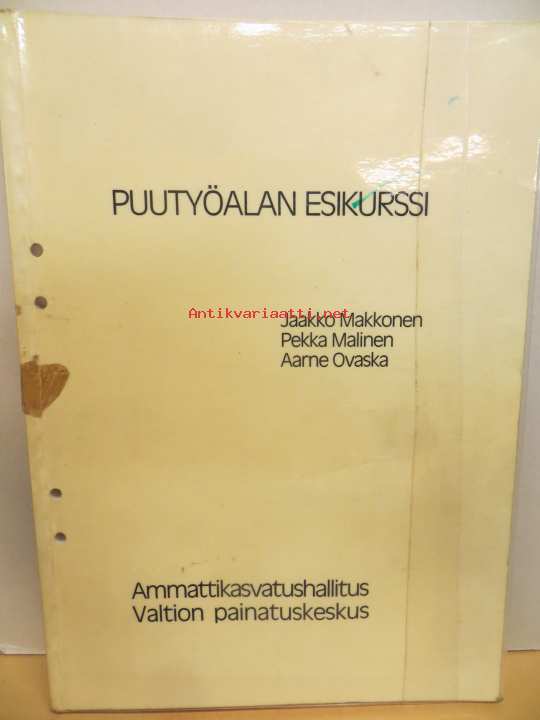 PUUTYÖALAN ESIKURSSI
Antikvariaatti.net
Jaakko Makkonen
Pekka Malinen
Aarne Ovaska
Ammattikasvatushallitus
Valtion painatuskeskus